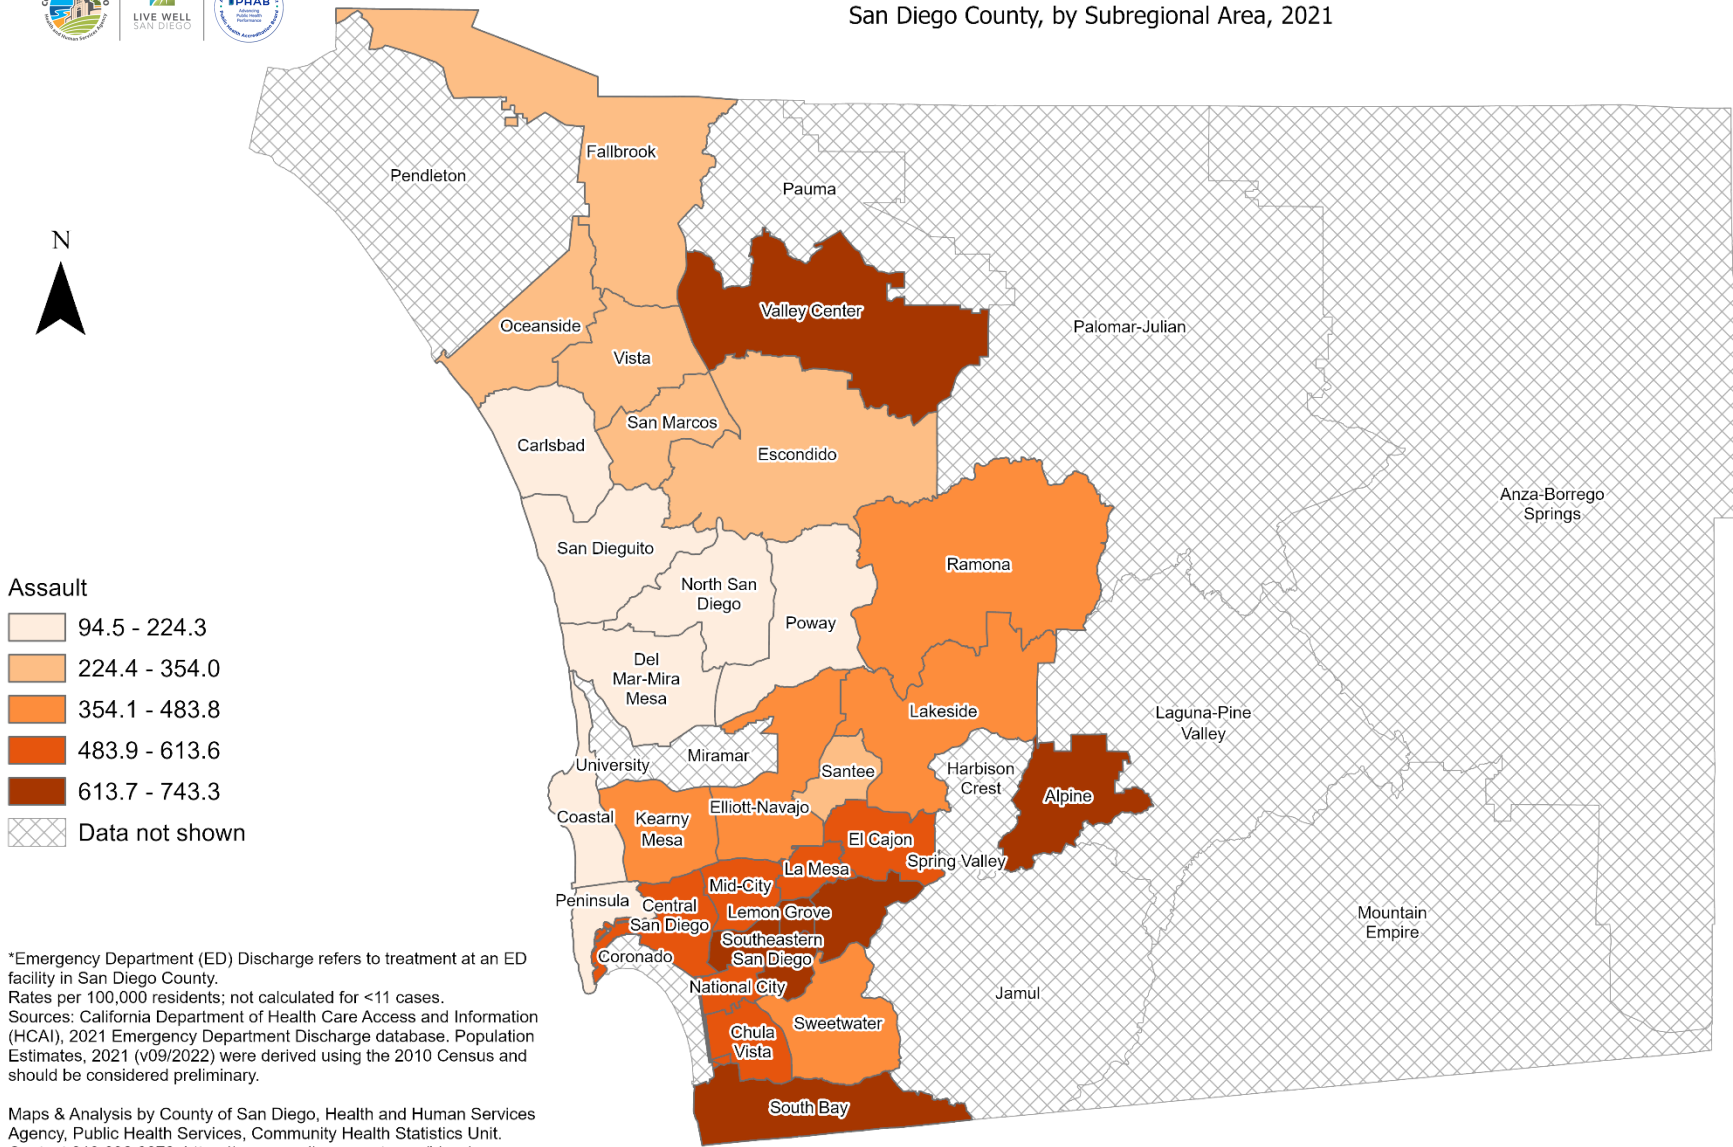 PHAB
Advancing
Public Health
Performance
LIVE WELL
SAN DIEGO
San Diego County, by Subregional Area, 2021
Fallbrook
Pendleton
Pauma
N
Valley Center
Oceanside
Palomar-Julian
Vista
San Marcos
Carlsbad
Escondido
Anza-Borrego
Springs
San Dieguito
Ramona
North San
Diego
Poway
Del
Mar-Mira
Mesa
Lakeside
Laguna-Pine
Valley
Miramar
University
Santee
Harbison
Crest
Alpine
Elliott-Navajo
Coastal
Kearny
Mesa
El Cajon
Spring Valley
La Mesa
Mid-City
Peninsula
Central
San Diego
Lemon Grove
Mountain
Empire
Southeastern
San Diego
Coronado
National City
Jamul
Sweetwater
Chula
Vista
South Bay
Assault
94.5 - 224.3
224.4 - 354.0
354.1 - 483.8
483.9 - 613.6
613.7 - 743.3
Data not shown
*Emergency Department (ED) Discharge refers to treatment at an ED
facility in San Diego County.
Rates per 100,000 residents; not calculated for <11 cases.
Sources: California Department of Health Care Access and Information
(HCAI), 2021 Emergency Department Discharge database. Population
Estimates, 2021 (v09/2022) were derived using the 2010 Census and
should be considered preliminary.
Maps & Analysis by County of San Diego, Health and Human Services
Agency, Public Health Services, Community Health Statistics Unit.